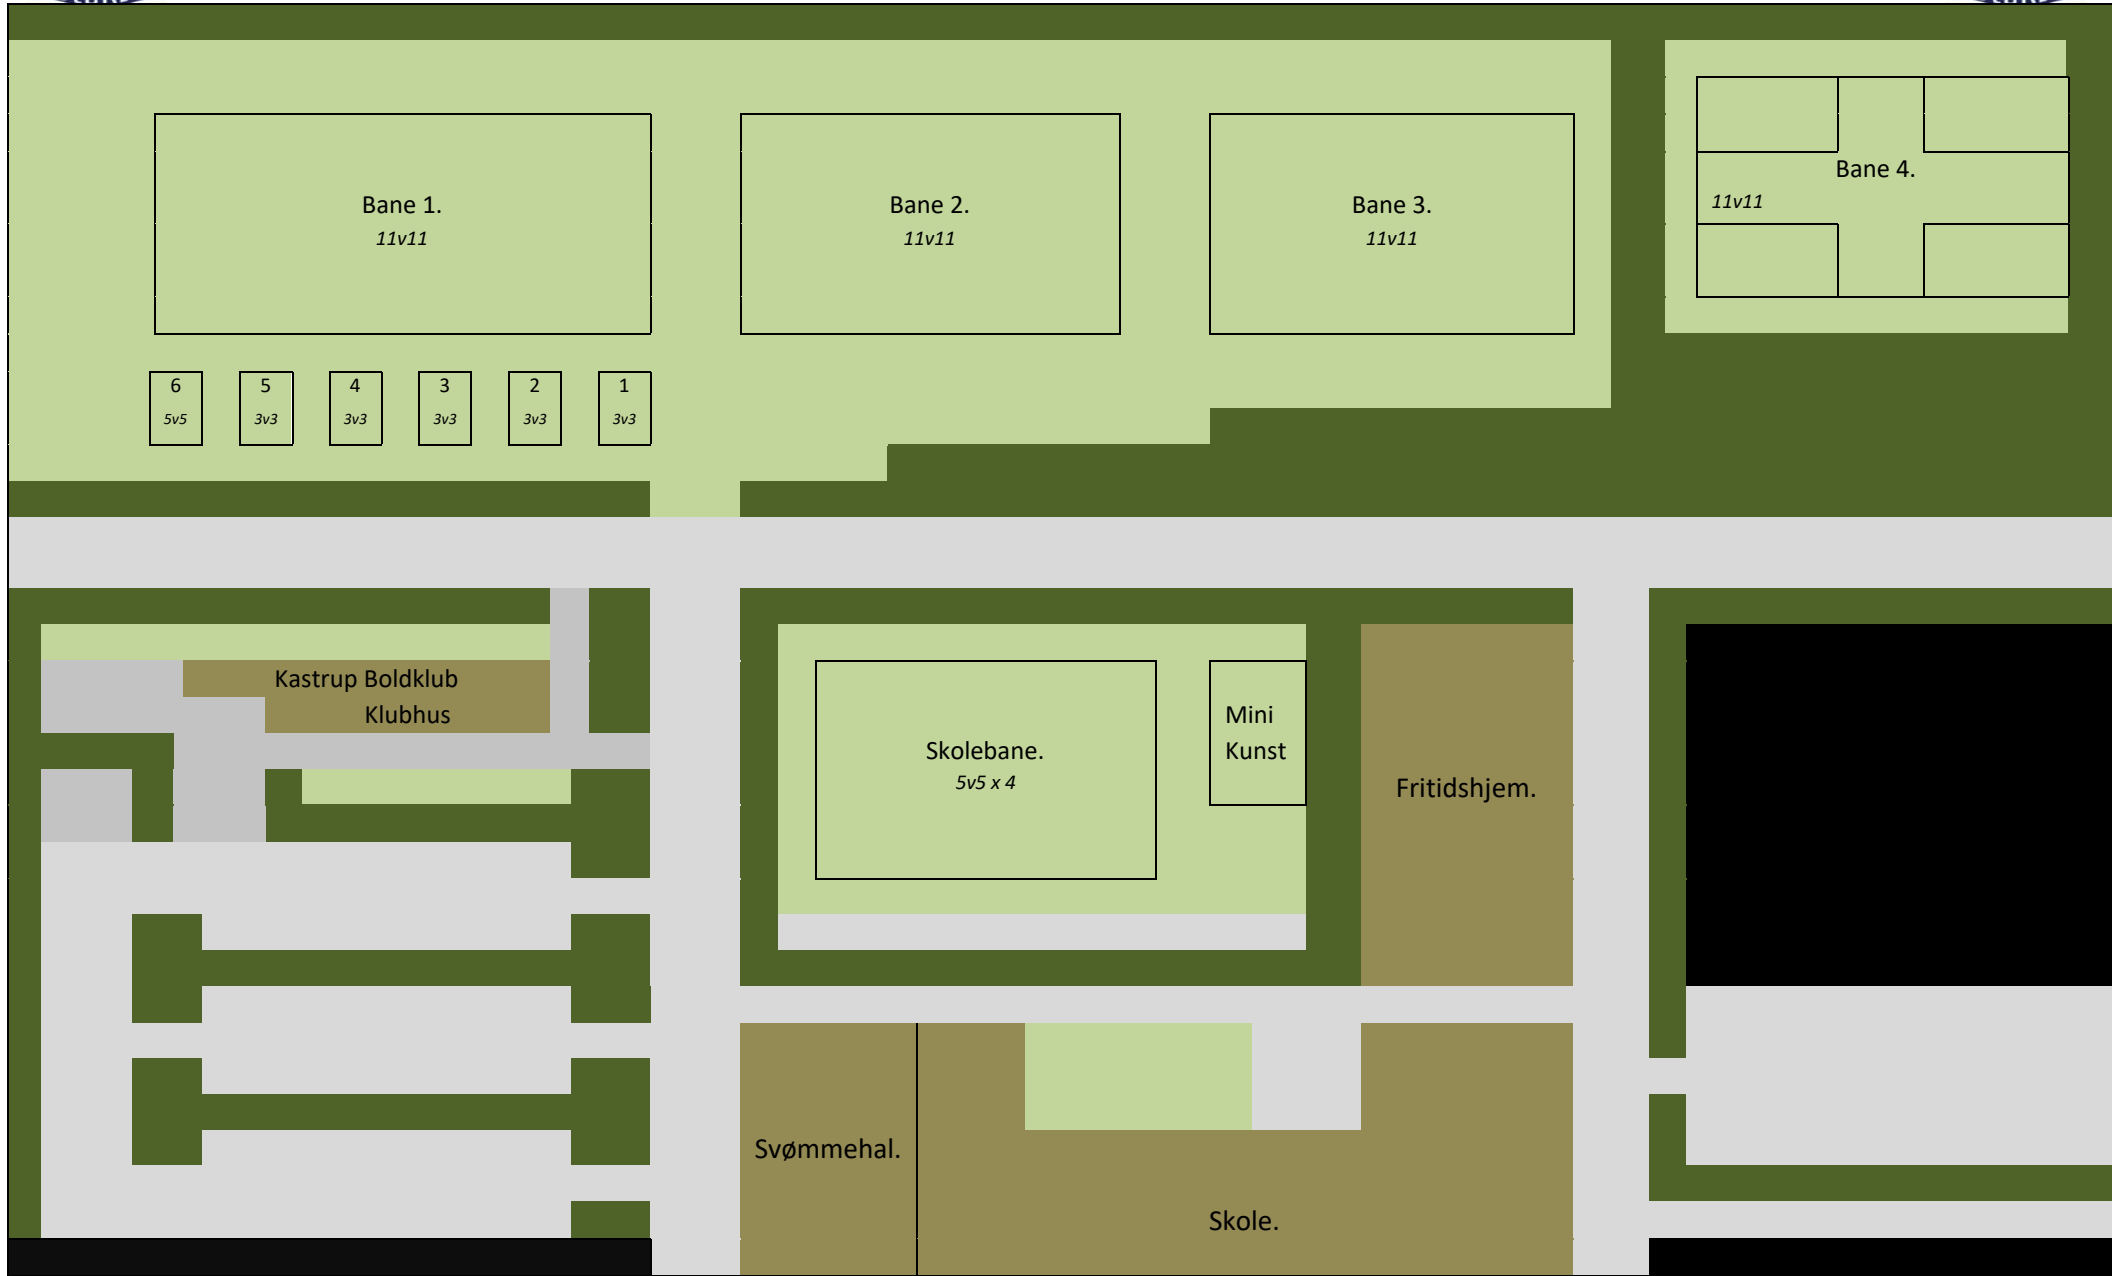 Bane 1.
11v11
Bane 2.
11v11
Bane 3.
11v11
Bane 4.
11v11
6
5v5
5
3v3
4
3v3
3
3v3
2
3v3
1
3v3
Kastrup Boldklub
Klubhus
Skolebane.
5v5 x 4
Mini
Kunst
Fritidshjem.
Svømmehal.
Skole.